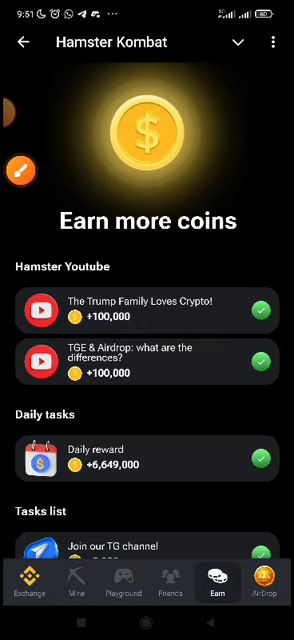 9:51
Hamster Kombat
Earn more coins
Hamster Youtube
The Trump Family Loves Crypto!
+100,000
TGE & Airdrop: what are the
differences?
+100,000
Daily tasks
Daily reward
+6,649,000
Tasks list
Join our TG channel
Exchange Mine Playground Friends Earn AirDrop